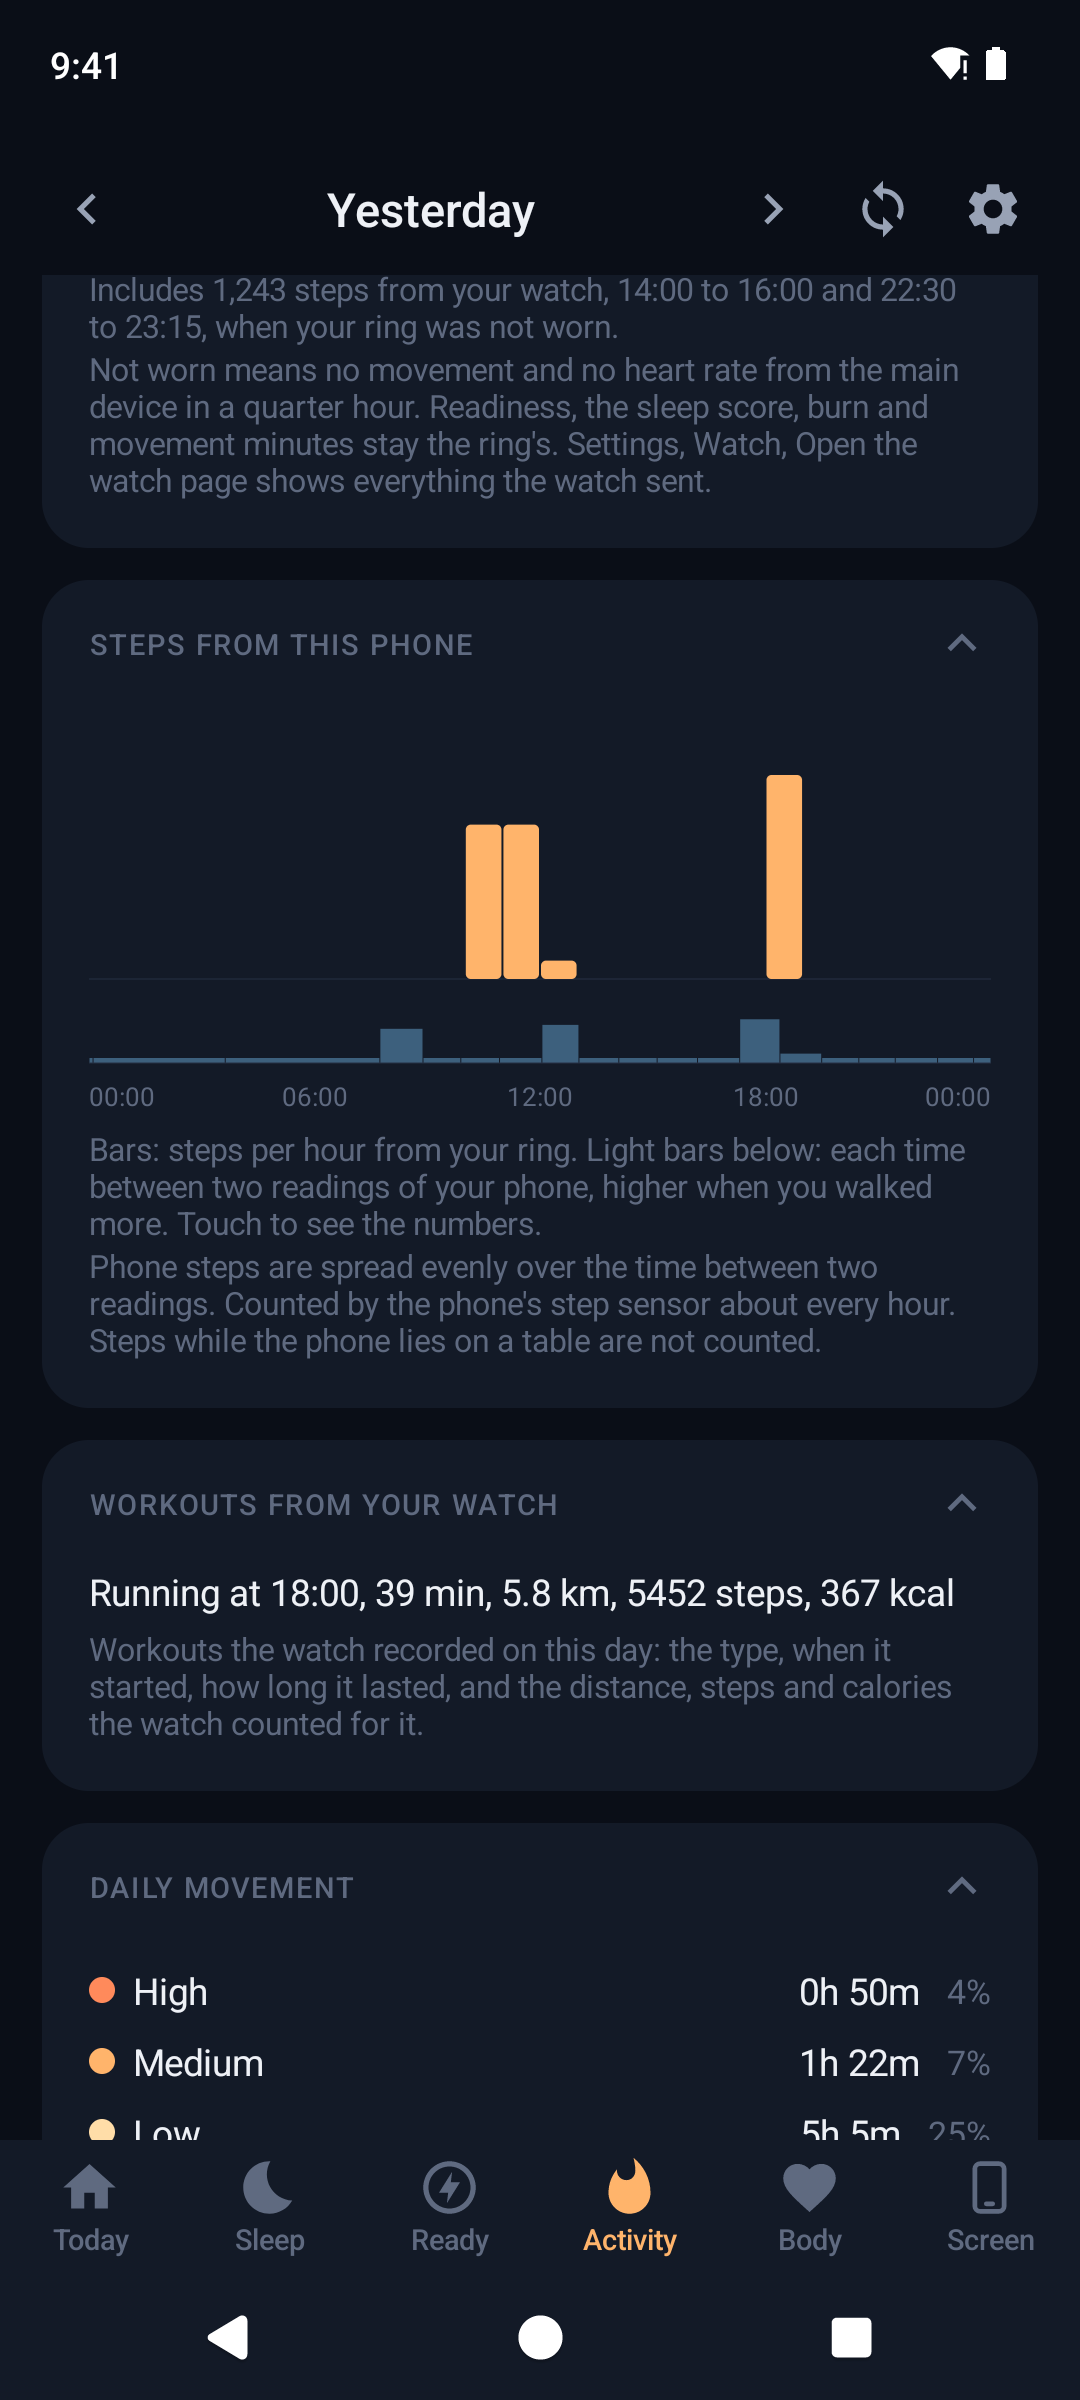 9:41
Yesterday
Includes 1,243 steps from your watch, 14:00 to 16:00 and 22:30
to 23:15, when your ring was not worn.
Not worn means no movement and no heart rate from the main
device in a quarter hour. Readiness, the sleep score, burn and
movement minutes stay the ring's. Settings, Watch, Open the
watch page shows everything the watch sent.
STEPS FROM THIS PHONE
00:00 06:00 12:00 18:00 00:00
Bars: steps per hour from your ring. Light bars below: each time
between two readings of your phone, higher when you walked
more. Touch to see the numbers.
Phone steps are spread evenly over the time between two
readings. Counted by the phone's step sensor about every hour.
Steps while the phone lies on a table are not counted.
WORKOUTS FROM YOUR WATCH
Running at 18:00, 39 min, 5.8 km, 5452 steps, 367 kcal
Workouts the watch recorded on this day: the type, when it
started, how long it lasted, and the distance, steps and calories
the watch counted for it.
DAILY MOVEMENT
High 0h 50m 4%
Medium 1h 22m 7%
Low 5h 5m 25%
Today Sleep Ready Activity Body Screen